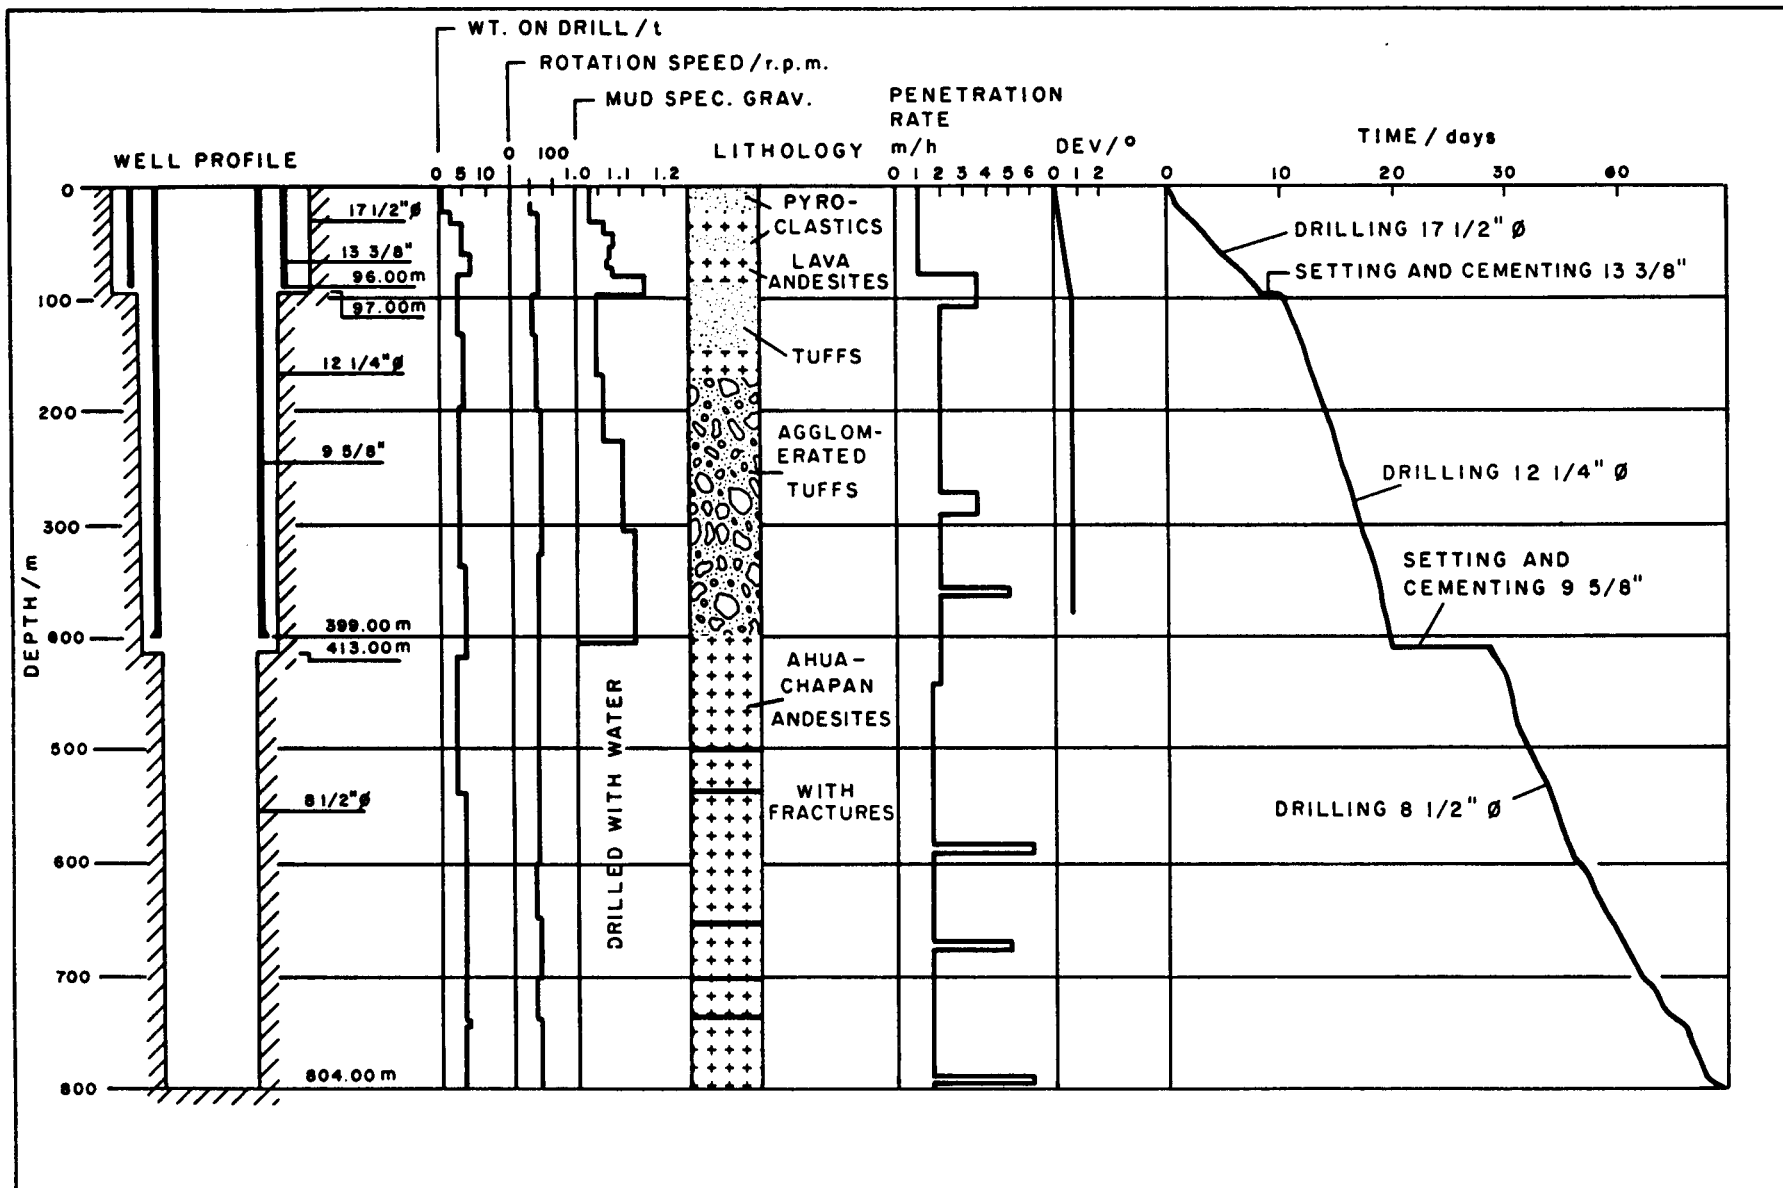 WT. ON DRILL / t
ROTATION SPEED / r.p.m.
MUD SPEC. GRAV.
PENETRATION
RATE
m/h
WELL PROFILE
LITHOLOGY
DEV/°
TIME / days
0 5 10
0 100
1.0 1.1 1.2
0 1 2 3 4 5 6
0 1 2
0 10 20 30 60
DEPTH / m
0
100
200
300
600
500
600
700
800
17 1/2" Ø
13 3/8"
96.00 m
97.00 m
12 1/4" Ø
9 5/8"
399.00 m
413.00 m
8 1/2" Ø
804.00 m
DRILLED WITH WATER
PYRO-
CLASTICS
LAVA
ANDESITES
TUFFS
AGGLOM-
ERATED
TUFFS
AHUA-
CHAPAN
ANDESITES
WITH
FRACTURES
DRILLING 17 1/2" Ø
SETTING AND CEMENTING 13 3/8"
DRILLING 12 1/4" Ø
SETTING AND
CEMENTING 9 5/8"
DRILLING 8 1/2" Ø